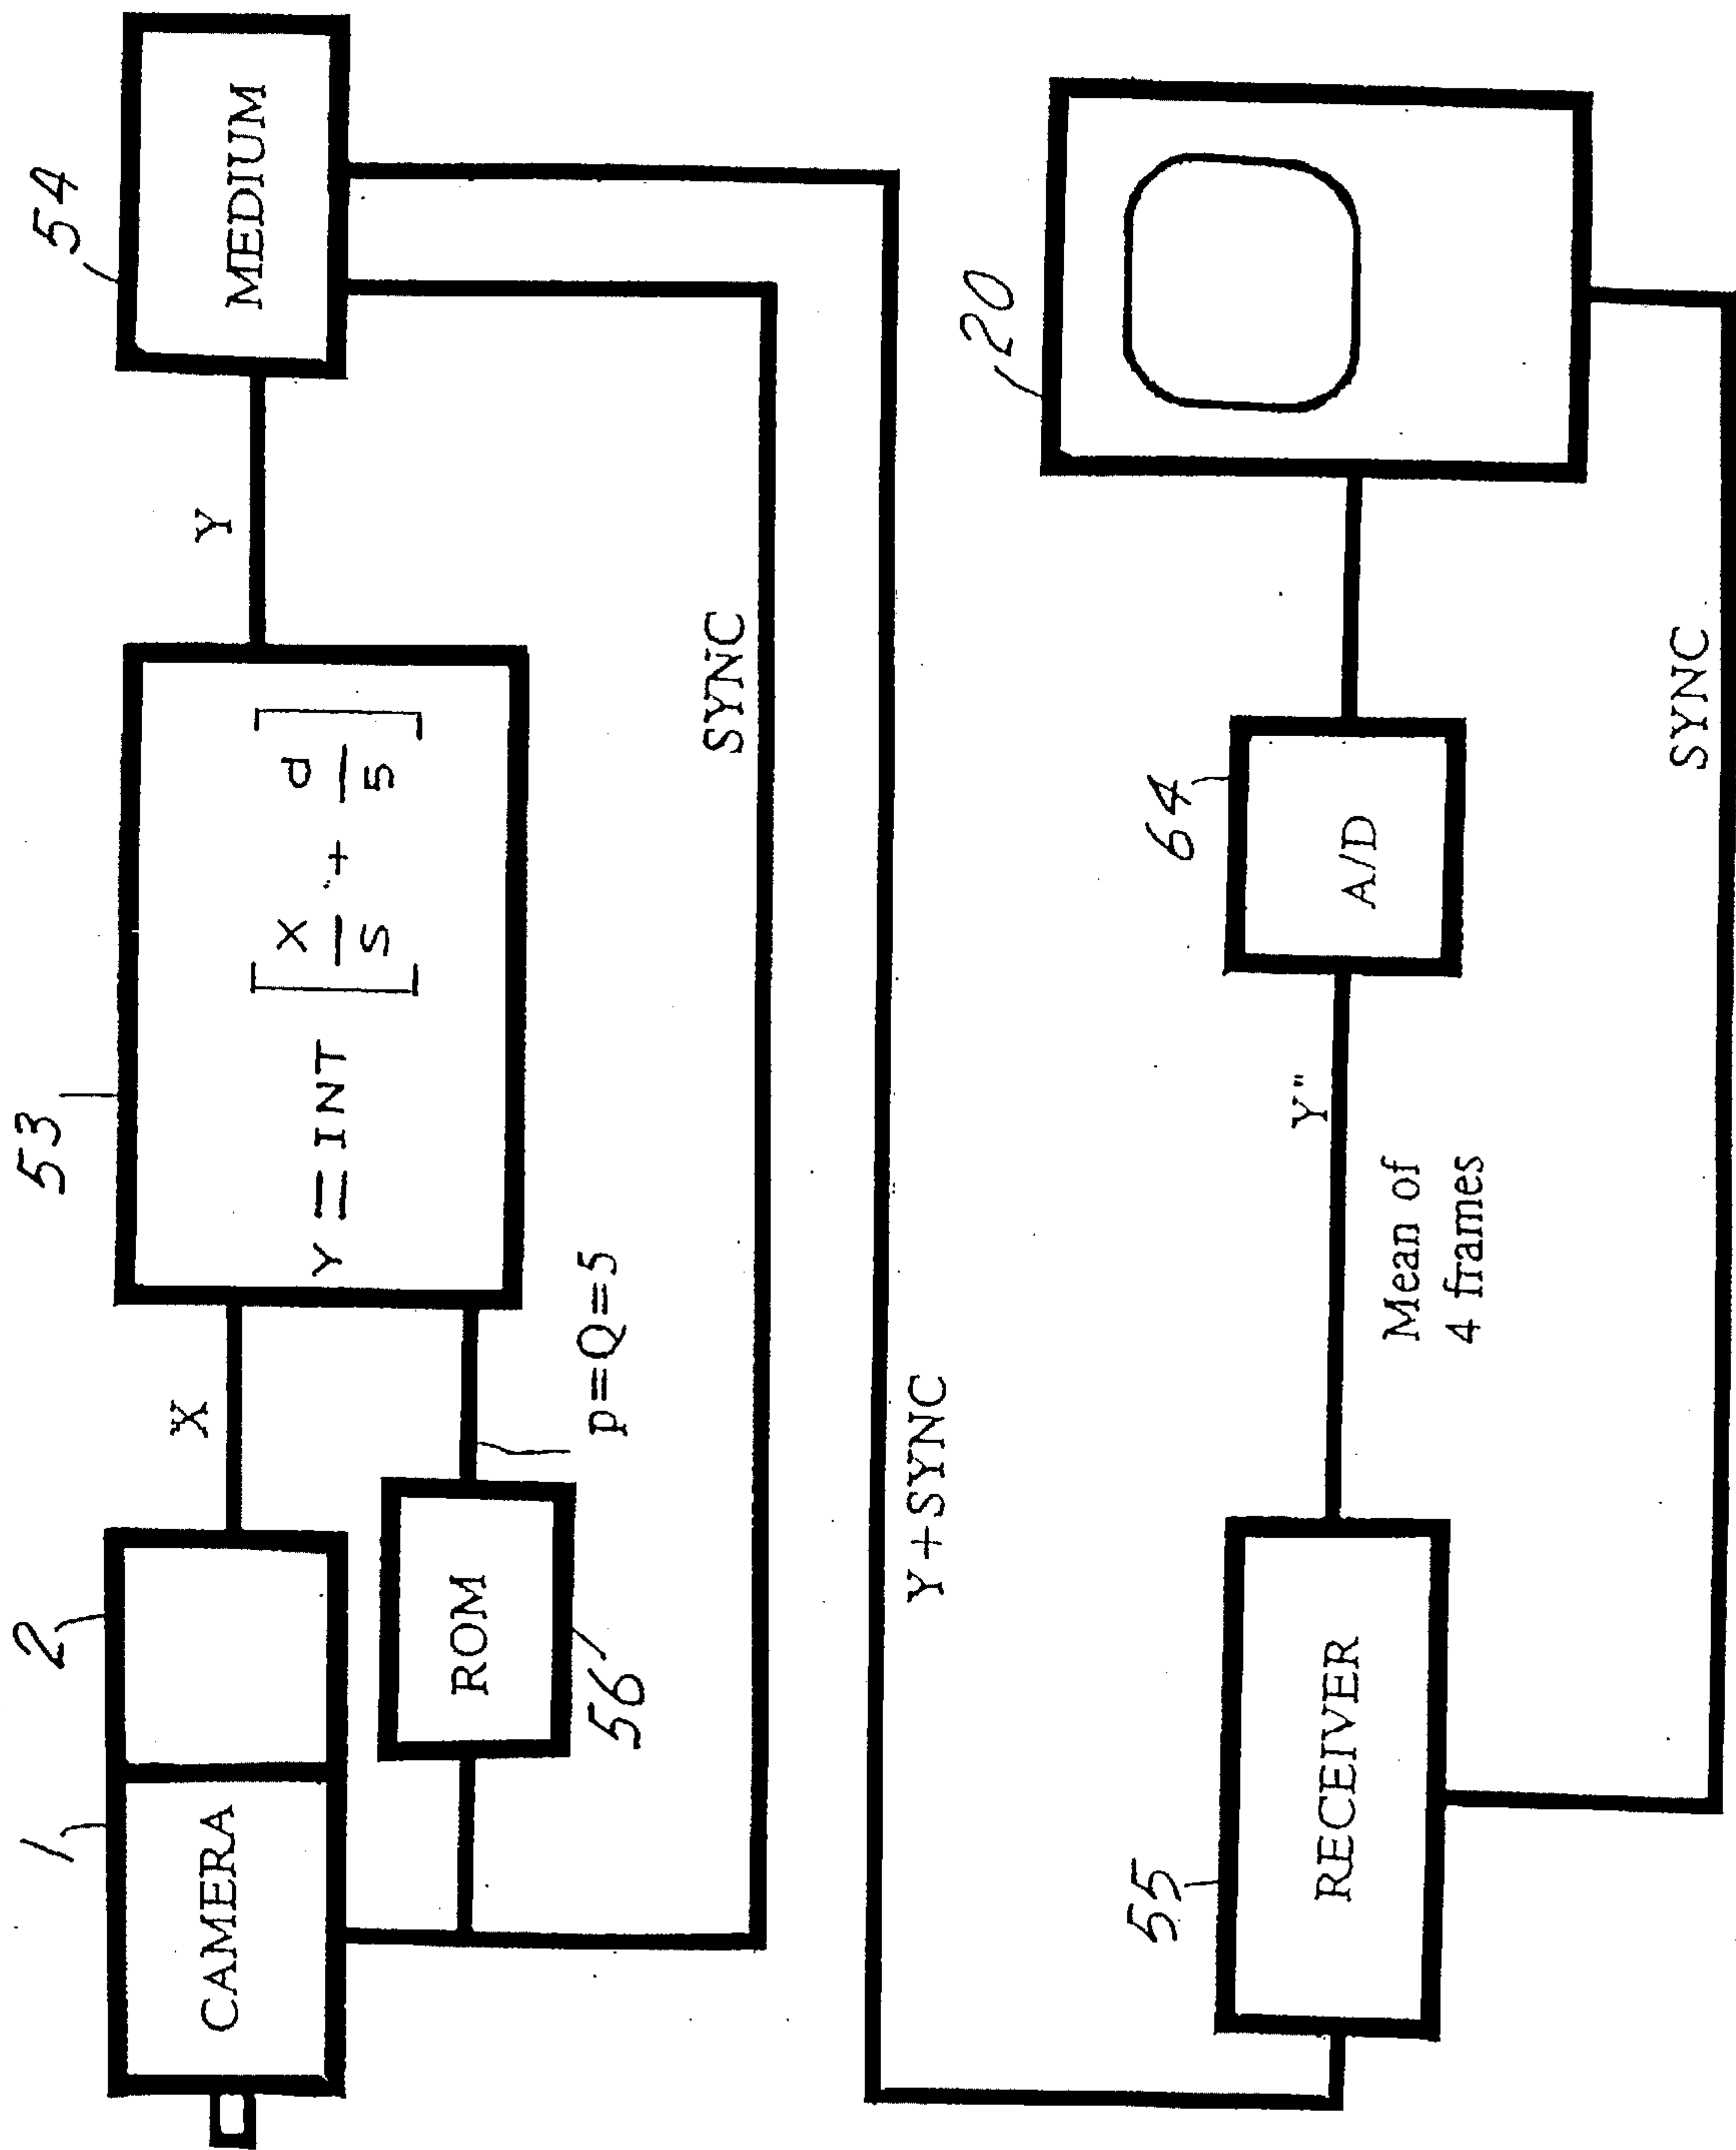 1
2
53
54
CAMERA
X
Y = INT [ X/S + d/5 ]
Y
MEDIUM
ROM
56
p=Q=5
SYNC
Y+SYNC
55
RECEIVER
Y"
Mean of
4 frames
64
A/D
20
SYNC